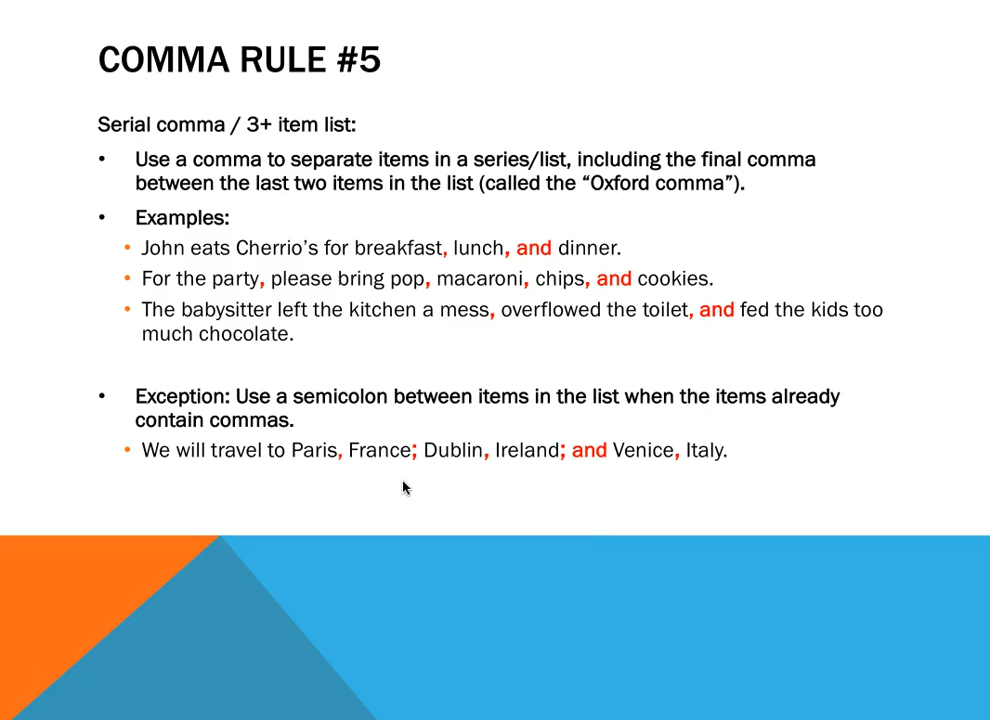 COMMA RULE #5
Serial comma / 3+ item list:
• Use a comma to separate items in a series/list, including the final comma
between the last two items in the list (called the “Oxford comma”).
• Examples:
• John eats Cherrio’s for breakfast, lunch, and dinner.
• For the party, please bring pop, macaroni, chips, and cookies.
• The babysitter left the kitchen a mess, overflowed the toilet, and fed the kids too
much chocolate.
• Exception: Use a semicolon between items in the list when the items already
contain commas.
• We will travel to Paris, France; Dublin, Ireland; and Venice, Italy.